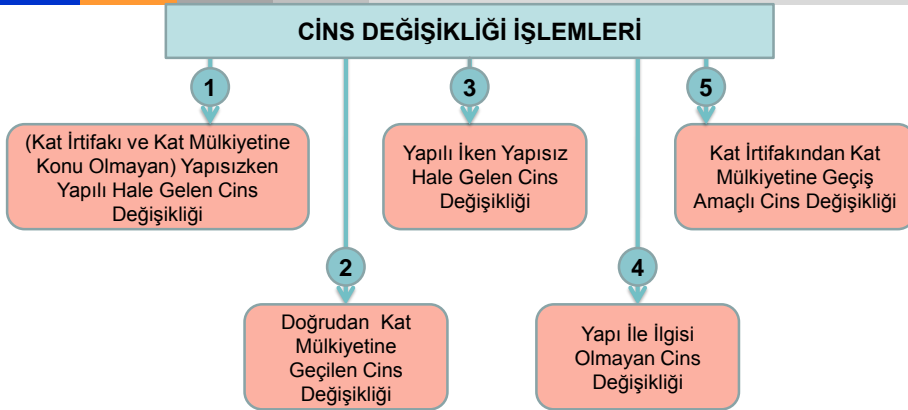 CİNS DEĞİŞİKLİĞİ İŞLEMLERİ
1
(Kat İrtifakı ve Kat Mülkiyetine
Konu Olmayan) Yapısızken
Yapılı Hale Gelen Cins
Değişikliği
2
Doğrudan Kat
Mülkiyetine
Geçilen Cins
Değişikliği
3
Yapılı İken Yapısız
Hale Gelen Cins
Değişikliği
4
Yapı İle İlgisi
Olmayan Cins
Değişikliği
5
Kat İrtifakından Kat
Mülkiyetine Geçiş
Amaçlı Cins Değişikliği